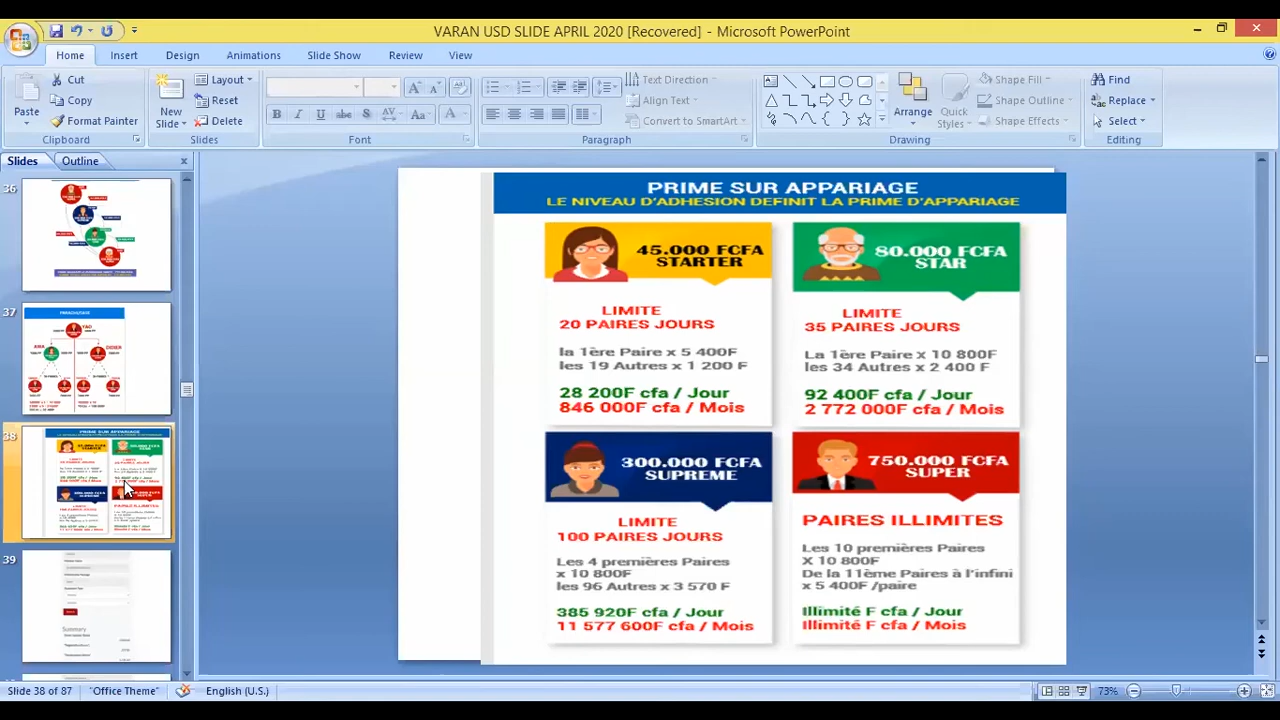 VARAN USD SLIDE APRIL 2020 [Recovered] - Microsoft PowerPoint
Home Insert Design Animations Slide Show Review View
Cut
Copy
Format Painter
Paste
Clipboard
New
Slide
Layout
Reset
Delete
Slides
Font
Text Direction
Align Text
Convert to SmartArt
Paragraph
Arrange
Quick
Styles
Shape Fill
Shape Outline
Shape Effects
Drawing
Find
Replace
Select
Editing
Slides Outline
36
37
38
39
Summary
PRIME SUR APPARIAGE
LE NIVEAU D'ADHESION DEFINIT LA PRIME D'APPARIAGE
45.000 FCFA
STARTER
LIMITE
20 PAIRES JOURS
la 1ère Paire x 5 400F
les 19 Autres x 1 200 F
28 200F cfa / Jour
846 000F cfa / Mois
80.000 FCFA
STAR
LIMITE
35 PAIRES JOURS
La 1ère Paire X 10 800F
les 34 Autres x 2 400 F
92 400F cfa / Jour
2 772 000F cfa / Mois
300.000 FCFA
SUPREME
LIMITE
100 PAIRES JOURS
Les 4 premières Paires
x 10 800F
les 96 Autres x 3 570 F
385 920F cfa / Jour
11 577 600F cfa / Mois
750.000 FCFA
SUPER
PAIRES ILLIMITES
Les 10 premières Paires
X 10 800F
De la 11ème Paires à l'infini
x 5 400F /paire
Illimité F cfa / Jour
Illimité F cfa / Mois
Slide 38 of 87 "Office Theme" English (U.S.) 73%